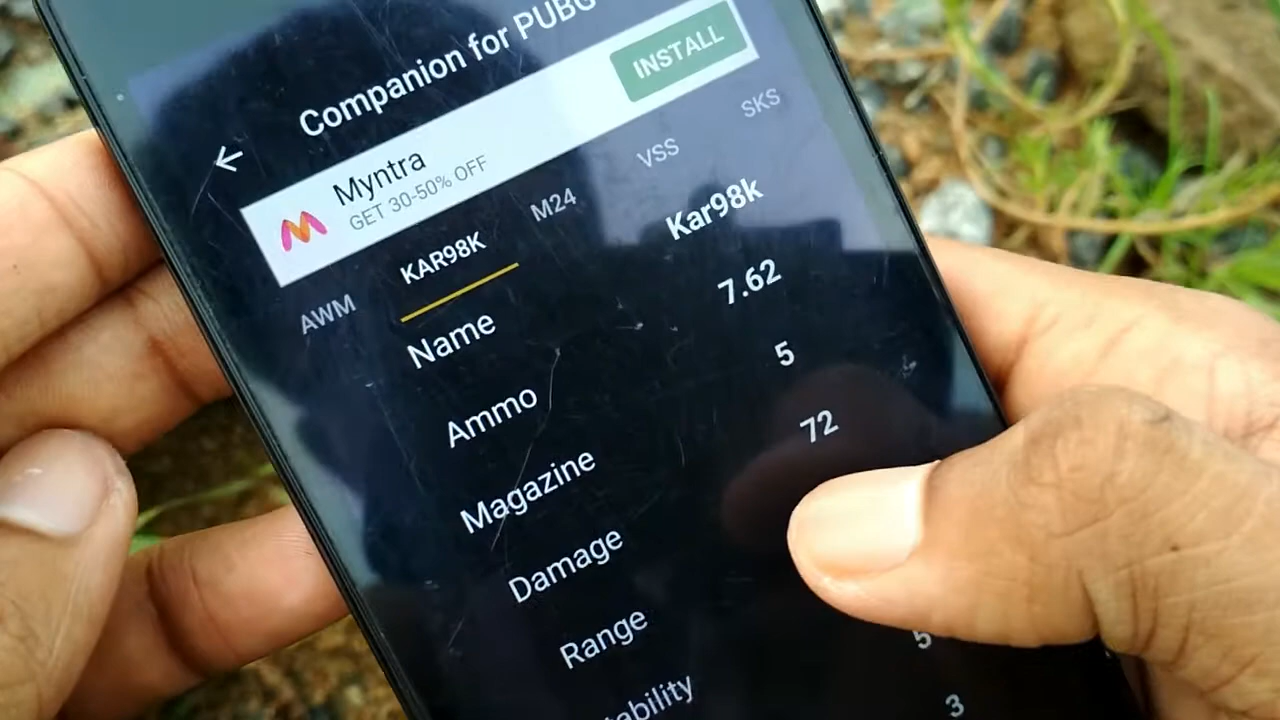 Companion for PUBG
Myntra
GET 30-50% OFF
INSTALL
AWM KAR98K M24 VSS SKS
Name Kar98k
Ammo 7.62
Magazine 5
Damage 72
Range
tability 5
3